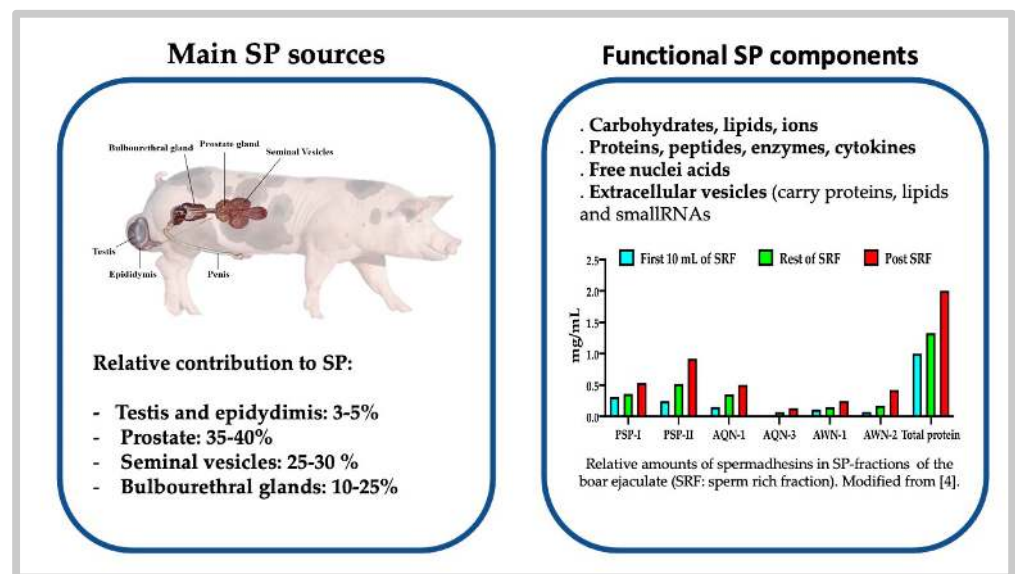 Main SP sources
Bulbourethral gland
Prostate gland
Seminal Vesicles
Testis
Epididymis
Penis
Relative contribution to SP:
- Testis and epidydimis: 3-5%
- Prostate: 35-40%
- Seminal vesicles: 25-30 %
- Bulbourethral glands: 10-25%
Functional SP components
. Carbohydrates, lipids, ions
. Proteins, peptides, enzymes, cytokines
. Free nuclei acids
. Extracellular vesicles (carry proteins, lipids
and smallRNAs
First 10 mL of SRF
Rest of SRF
Post SRF
mg/mL
2.5
2.0
1.5
1.0
0.5
0.0
PSP-I
PSP-II
AQN-1
AQN-3
AWN-1
AWN-2
Total protein
Relative amounts of spermadhesins in SP-fractions of the
boar ejaculate (SRF: sperm rich fraction). Modified from [4].